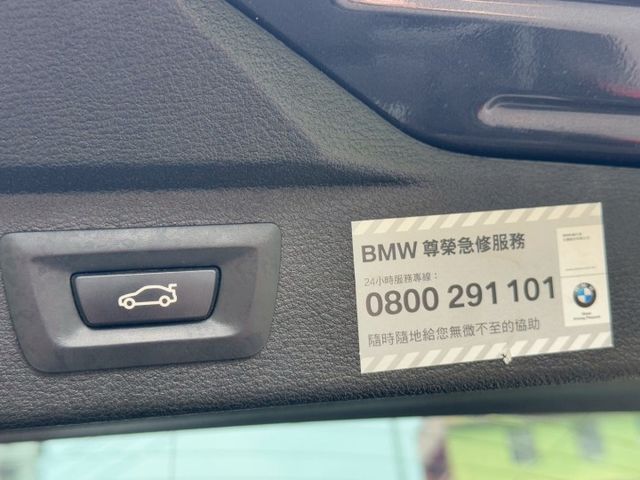 BMW 尊榮急修服務
24小時服務專線：
0800 291 101
隨時隨地給您無微不至的協助
BMW